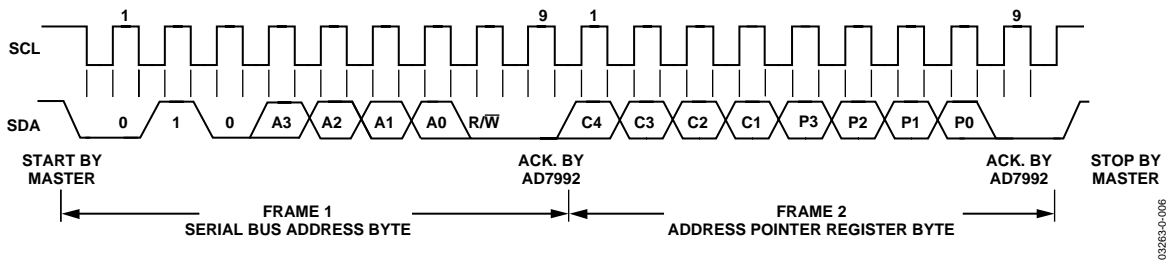 1 9 1 9
SCL
SDA 0 1 0 A3 A2 A1 A0 R/W̅ C4 C3 C2 C1 P3 P2 P1 P0
START BY ACK. BY ACK. BY STOP BY
MASTER AD7992 AD7992 MASTER
FRAME 1 FRAME 2
SERIAL BUS ADDRESS BYTE ADDRESS POINTER REGISTER BYTE
03263-0-006